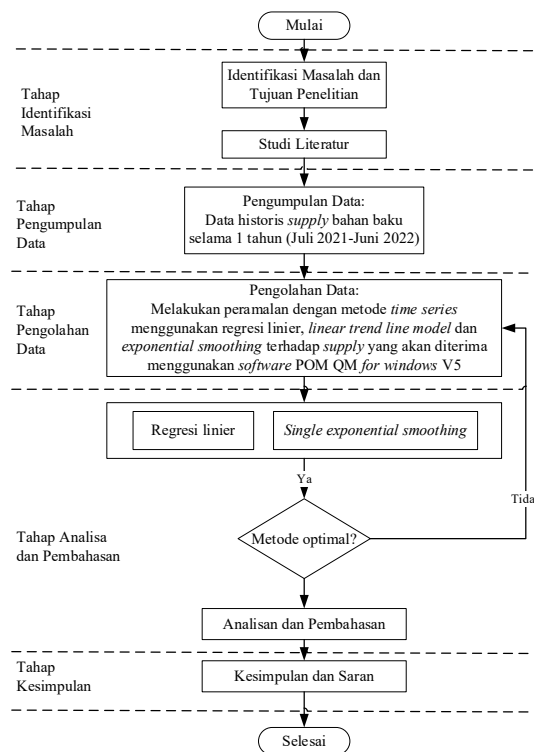 Mulai
Tahap
Identifikasi
Masalah
Identifikasi Masalah dan
Tujuan Penelitian
Studi Literatur
Tahap
Pengumpulan
Data
Pengumpulan Data:
Data historis supply bahan baku
selama 1 tahun (Juli 2021-Juni 2022)
Tahap
Pengolahan
Data
Pengolahan Data:
Melakukan peramalan dengan metode time series
menggunakan regresi linier, linear trend line model dan
exponential smoothing terhadap supply yang akan diterima
menggunakan software POM QM for windows V5
Regresi linier
Single exponential smoothing
Ya
Tida
Tahap Analisa
dan Pembahasan
Metode optimal?
Analisan dan Pembahasan
Tahap
Kesimpulan
Kesimpulan dan Saran
Selesai